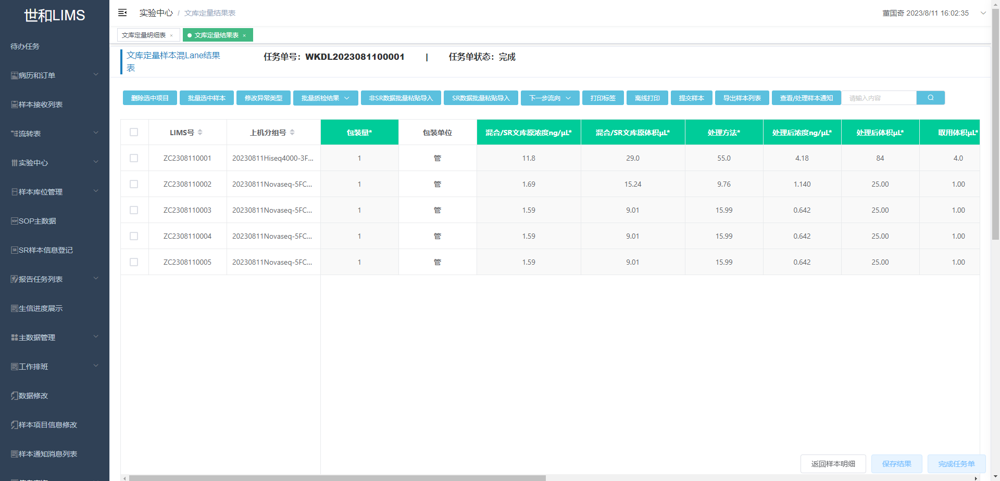 世和LIMS
实验中心 / 文库定量结果表
董国奇 2023/8/11 16:02:35
文库定量明细表 ×
文库定量结果表 ×
待办任务
病历和订单
样本接收列表
流转表
实验中心
样本库位管理
SOP主数据
SR样本信息登记
报告任务列表
生信进度展示
主数据管理
工作排班
数据修改
样本项目信息修改
样本通知消息列表
文库定量样本混Lane结果
表
任务单号：WKDL2023081100001 | 任务单状态：完成
删除选中项目 批量选中样本 修改异常类型 批量质检结果 非SR数据批量粘贴导入 SR数据批量粘贴导入 下一步流向 打印标签 离线打印 提交样本 导出样本列表 查看/处理样本通知 请输入内容
LIMS号 上机分组号 包装量* 包装单位 混合/SR文库原浓度ng/μL* 混合/SR文库原体积μL* 处理方法* 处理后浓度ng/μL* 处理后体积μL* 取用体积μL*
ZC2308110001 20230811Hiseq4000-3F... 1 管 11.8 29.0 55.0 4.18 84 4.0
ZC2308110002 20230811Novaseq-5FC... 1 管 1.69 15.24 9.76 1.140 25.00 1.00
ZC2308110003 20230811Novaseq-5FC... 1 管 1.59 9.01 15.99 0.642 25.00 1.00
ZC2308110004 20230811Novaseq-5FC... 1 管 1.59 9.01 15.99 0.642 25.00 1.00
ZC2308110005 20230811Novaseq-5FC... 1 管 1.59 9.01 15.99 0.642 25.00 1.00
返回样本明细 保存结果 完成任务单